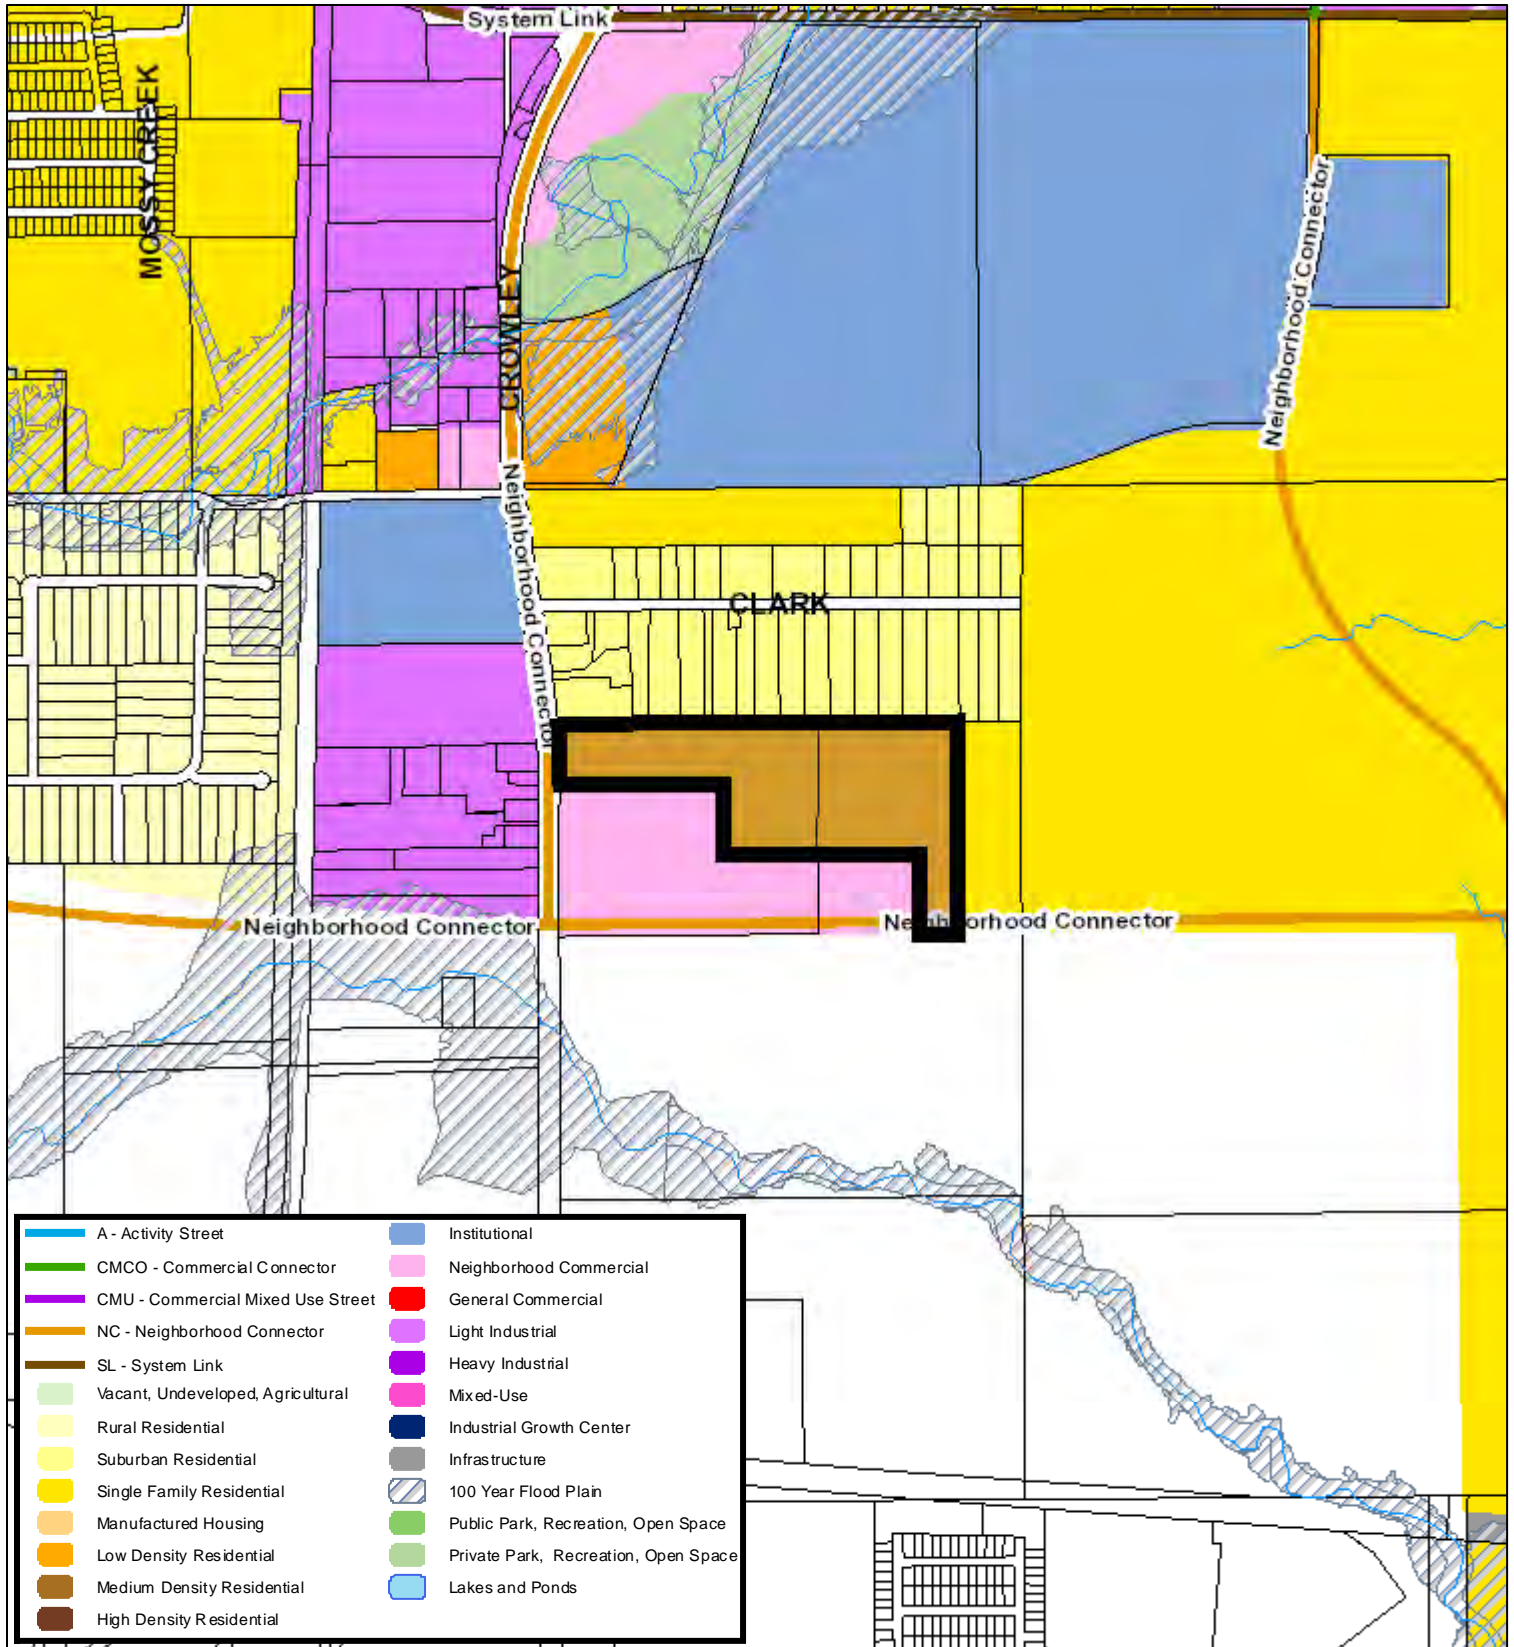 System Link
MOSSY CREEK
CROWLEY
Neighborhood Connector
Neighborhood Connector
CLARK
Neighborhood Connector
Neighborhood Connector
A - Activity Street
CMCO - Commercial Connector
CMU - Commercial Mixed Use Street
NC - Neighborhood Connector
SL - System Link
Vacant, Undeveloped, Agricultural
Rural Residential
Suburban Residential
Single Family Residential
Manufactured Housing
Low Density Residential
Medium Density Residential
High Density Residential
Institutional
Neighborhood Commercial
General Commercial
Light Industrial
Heavy Industrial
Mixed-Use
Industrial Growth Center
Infrastructure
100 Year Flood Plain
Public Park, Recreation, Open Space
Private Park, Recreation, Open Space
Lakes and Ponds